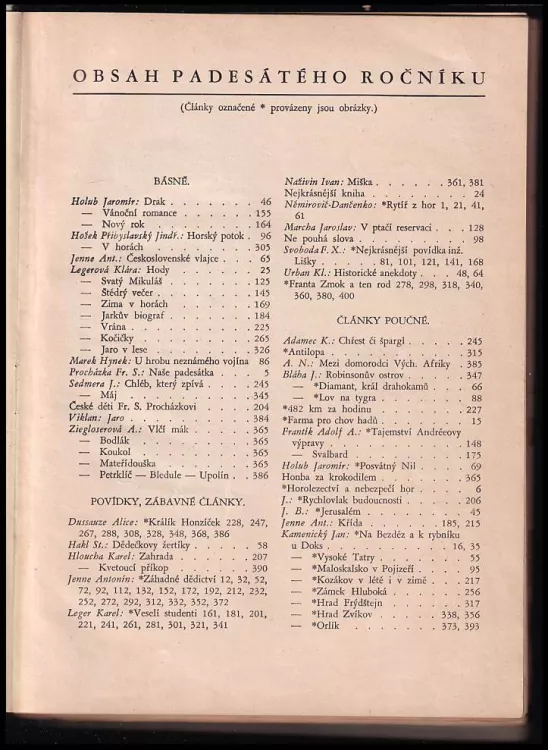 OBSAH PADESÁTÉHO ROČNÍKU
(Články označené * provázeny jsou obrázky.)
BÁSNĚ.
Holub Jaromír: Drak . . . . . . . 46
— Vánoční romance . . . . . . 155
— Nový rok . . . . . . . . 164
Hošek Přibyslavský Jindř.: Horský potok . 96
— V horách . . . . . . . . 305
Jenne Ant.: Československé vlajce . . . 65
Legerová Klára: Hody . . . . . . . 25
— Svatý Mikuláš . . . . . . . 125
— Štědrý večer . . . . . . . . 145
— Zima v horách . . . . . . . 169
— Jarkův biograf . . . . . . . 184
— Vrána . . . . . . . . . 225
— Kočičky . . . . . . . . . 265
— Jaro v lese . . . . . . . . 326
Marek Hynek: U hrobu neznámého vojína 86
Procházka Fr. S.: Naše pasedátka . . . 5
Sedmera J.: Chléb, který zpívá . . . . 245
— Máj . . . . . . . . . . 345
České děti Fr. S. Procházkovi . . . . 204
Viklan: Jaro . . . . . . . . . . 384
Ziegloserová A.: Vlčí mák . . . . . 365
— Bodlák . . . . . . . . . 365
— Koukol . . . . . . . . . 365
— Mateřídouška . . . . . . . 365
— Petrklíč — Bledule — Upolín . . 386
POVÍDKY, ZÁBAVNÉ ČLÁNKY.
Dussauze Alice: *Králík Honzíček 228, 247,
267, 288, 308, 328, 348, 368, 386
Hakl St.: Dědečkovy žertíky . . . . . 58
Hloucha Karel: Zahrada . . . . . . 207
— Kvetoucí příkop . . . . . . . 390
Jenne Antonín: *Záhadné dědictví 12, 32, 52,
72, 92, 112, 132, 152, 172, 192, 212, 232,
252, 272, 292, 312, 332, 352, 372
Leger Karel: *Veselí studenti 161, 181, 201,
221, 241, 261, 281, 301, 321, 341
Naživin Ivan: Miška . . . . . . 361, 381
Nejkrásnější kniha . . . . . . . . 24
Němirovič-Dančenko: *Rytíř z hor 1, 21, 41,
61
Marcha Jaroslav: V ptačí reservaci . . . 128
Ne pouhá slova . . . . . . . . . 98
Svoboda F. X.: *Nejkrásnější povídka inž.
Lišky . . . . . 81, 101, 121, 141, 168
Urban Kl.: Historické anekdoty . . . 48, 64
*Franta Zmok a ten rod 278, 298, 318, 340,
360, 380, 400
ČLÁNKY POUČNÉ.
Adamec K.: Chřest či špargl . . . . . 245
*Antilopa . . . . . . . . . . . 315
A. N.: Mezi domorodci Vých. Afriky . 385
Bláha J.: Robinsonův ostrov . . . . . 347
— *Diamant, král drahokamů . . . 66
— *Lov na tygra . . . . . . . 88
*482 km za hodinu . . . . . . . . 227
*Farma pro chov hadů . . . . . . . 15
Frantík Adolf A.: *Tajemství Andréeovy
výpravy . . . . . . . . . . 148
— Svalbard . . . . . . . . . 175
Holub Jaromír: *Posvátný Nil . . . . . 69
Honba za krokodilem . . . . . . . 365
*Horolezectví a nebezpečí hor . . . . . 6
J.: *Rychlovlak budoucnosti . . . . . 206
J. B.: *Jerusalém . . . . . . . . . 45
Jenne Ant.: Křída . . . . . . . 185, 215
Kamenický Jan: *Na Bezděz a k rybníku
u Doks . . . . . . . . . . 16, 35
— *Vysoké Tatry . . . . . . . 55
— *Maloskalsko v Pojizeří . . . . . 95
— *Kozákov v létě i v zimě . . . . 217
— *Zámek Hluboká . . . . . . . 256
— *Hrad Frýdštejn . . . . . . . 317
— *Hrad Zvíkov . . . . . . 338, 356
— *Orlík . . . . . . . . 373, 393